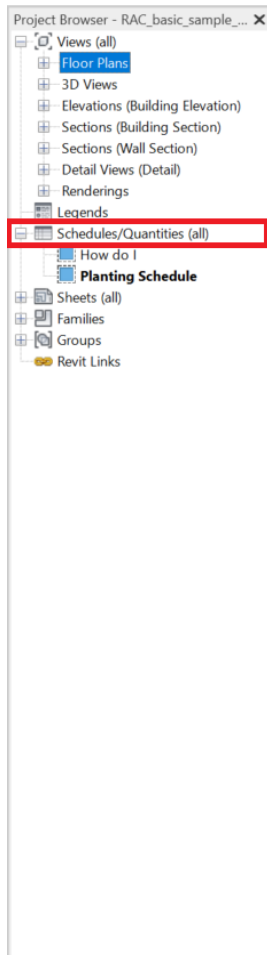 Project Browser - RAC_basic_sample_...
Views (all)
Floor Plans
3D Views
Elevations (Building Elevation)
Sections (Building Section)
Sections (Wall Section)
Detail Views (Detail)
Renderings
Legends
Schedules/Quantities (all)
How do I
Planting Schedule
Sheets (all)
Families
Groups
Revit Links